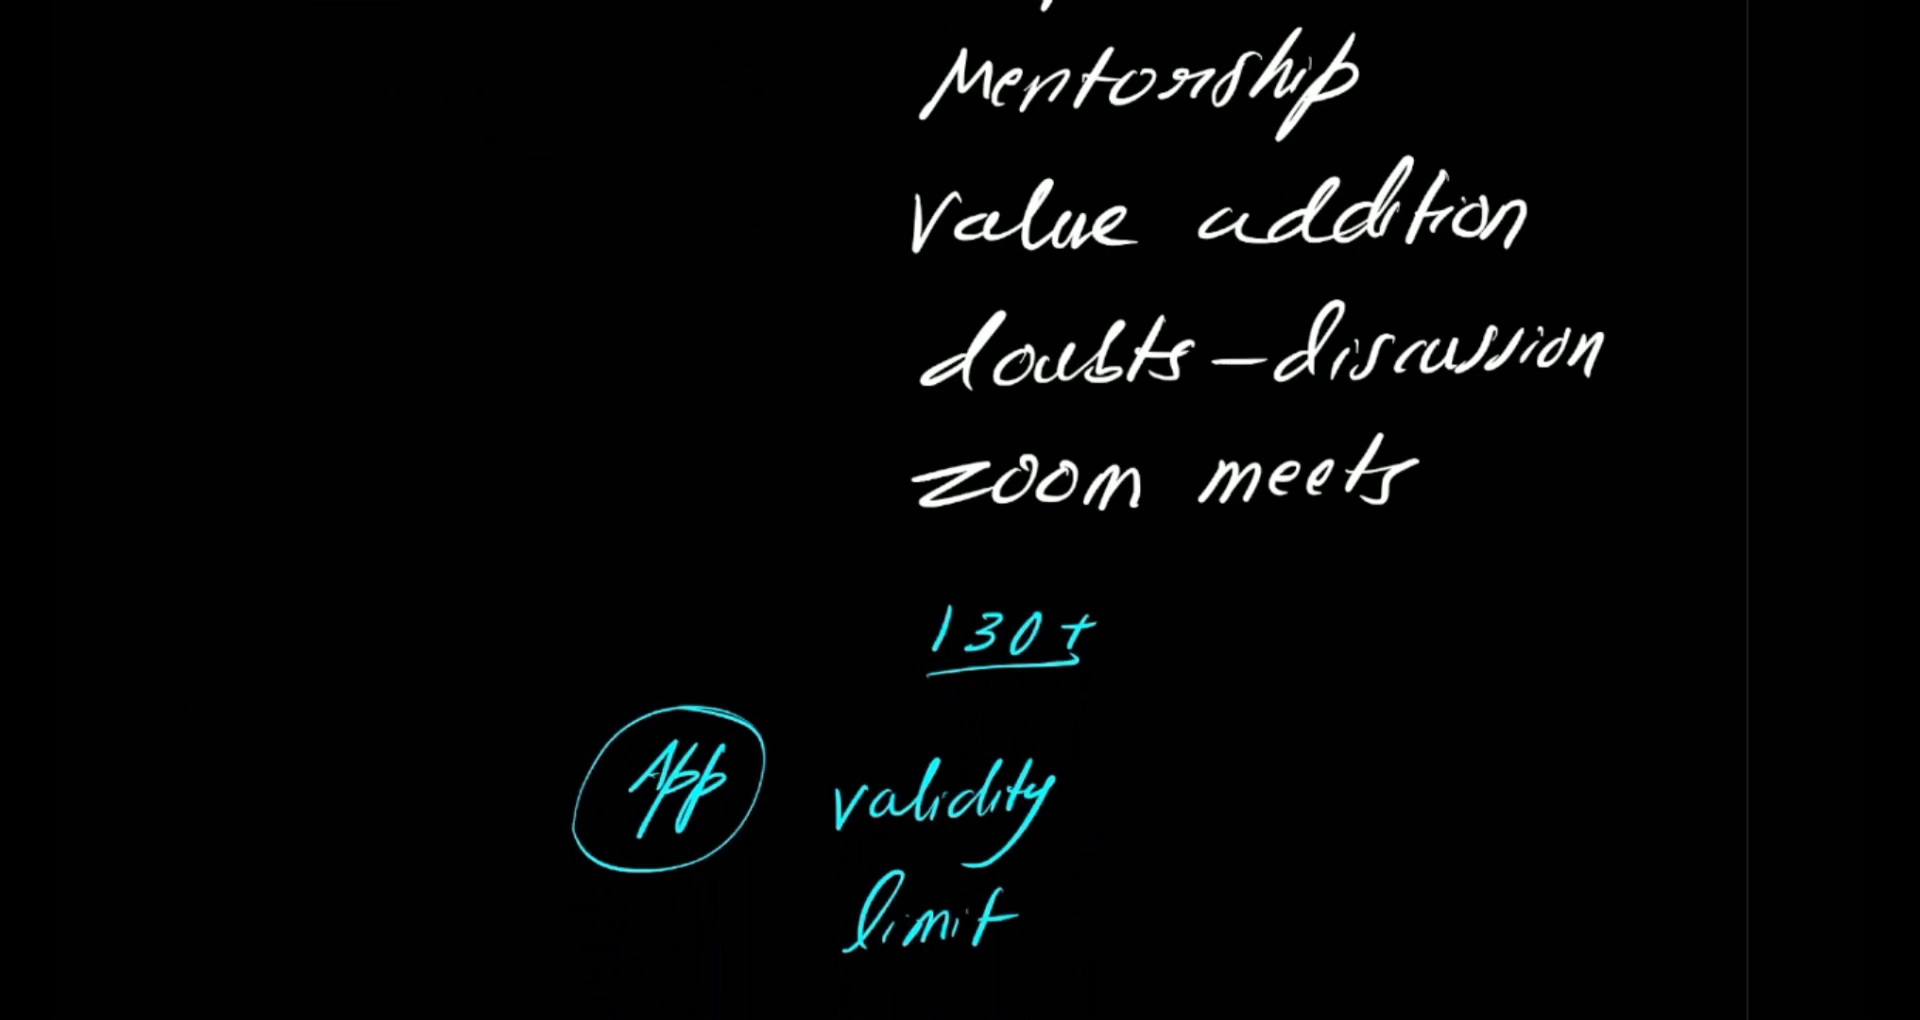 Mentorship
Value addition
doubts - discussion
zoom meets
130+
App validity
limit